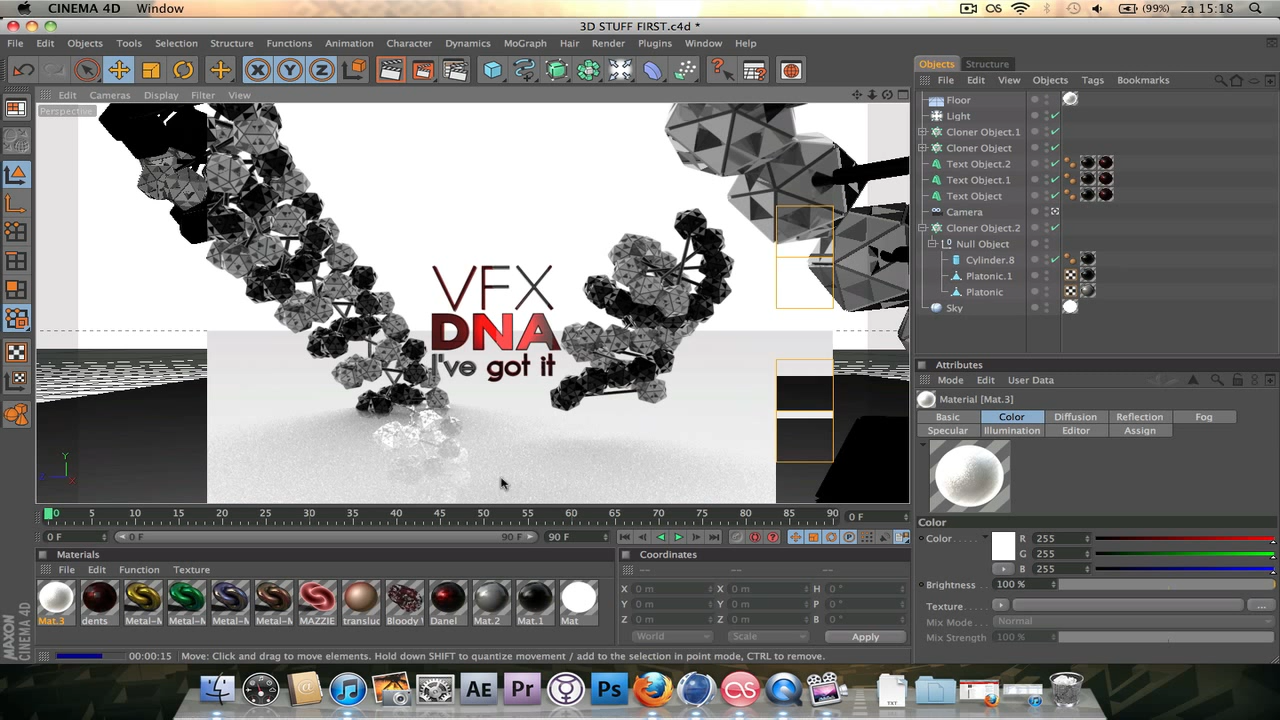 CINEMA 4D Window (99%) za 15:18
3D STUFF FIRST.c4d *
File Edit Objects Tools Selection Structure Functions Animation Character Dynamics MoGraph Hair Render Plugins Window Help
X Y Z
Objects Structure
File Edit View Objects Tags Bookmarks
Edit Cameras Display Filter View
Perspective
Floor
Light
Cloner Object.1
Cloner Object
Text Object.2
Text Object.1
Text Object
Camera
Cloner Object.2
Null Object
Cylinder.8
Platonic.1
Platonic
Sky
VFX
DNA
I've got it
Y
Z X
Attributes
Mode Edit User Data
Material [Mat.3]
Basic Color Diffusion Reflection Fog
Specular Illumination Editor Assign
Color
Color R 255
G 255
B 255
Brightness 100 %
Texture ...
Mix Mode Normal
Mix Strength 100 %
0 5 10 15 20 25 30 35 40 45 50 55 60 65 70 75 80 85 90 0 F
0 F 0 F 90 F 90 F
Materials
File Edit Function Texture
Mat.3 dents Metal-M Metal-M Metal-M Metal-M MAZZIE transluc Bloody V Danel Mat.2 Mat.1 Mat
Coordinates
-- -- --
X 0 m X 0 m H 0 °
Y 0 m Y 0 m P 0 °
Z 0 m Z 0 m B 0 °
World Scale Apply
MAXON
CINEMA 4D
00:00:15 Move: Click and drag to move elements. Hold down SHIFT to quantize movement / add to the selection in point mode, CTRL to remove.
AE Pr Ps TXT